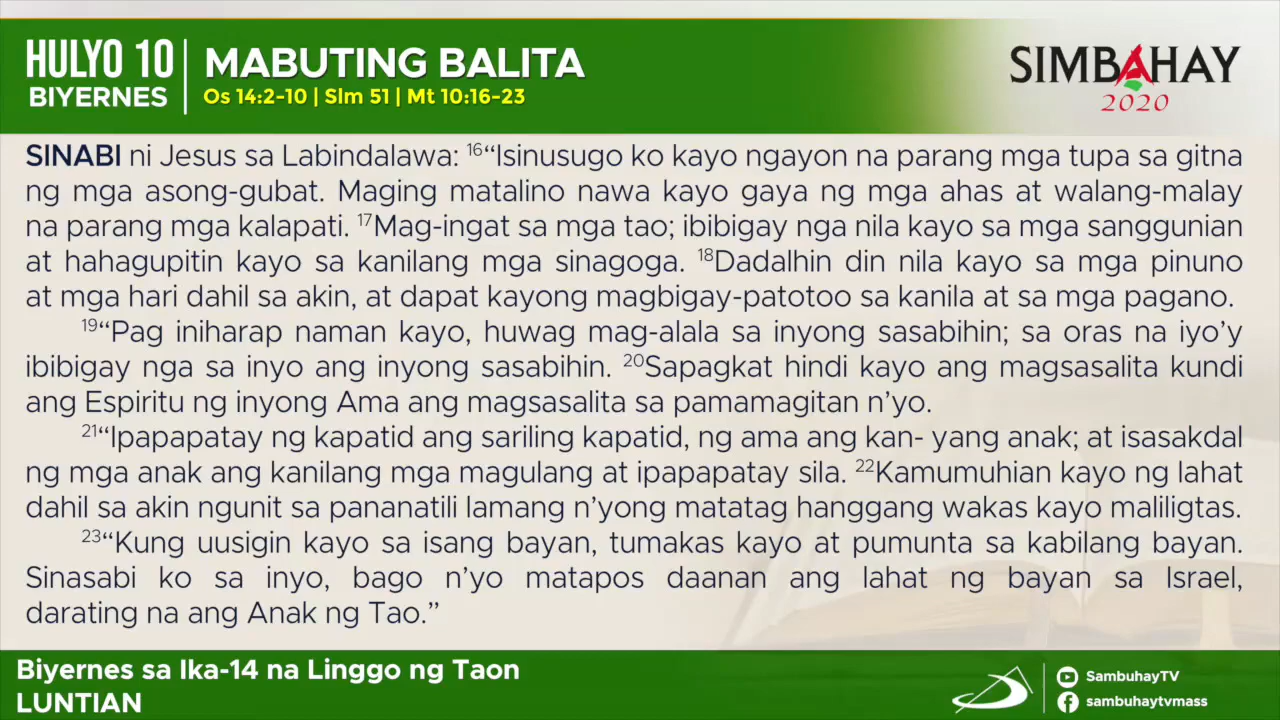 HULYO 10
BIYERNES
MABUTING BALITA
Os 14:2-10 | Slm 51 | Mt 10:16-23
SIMBAHAY
2020
SINABI ni Jesus sa Labindalawa: 16“Isinusugo ko kayo ngayon na parang mga tupa sa gitna
ng mga asong-gubat. Maging matalino nawa kayo gaya ng mga ahas at walang-malay
na parang mga kalapati. 17Mag-ingat sa mga tao; ibibigay nga nila kayo sa mga sanggunian
at hahagupitin kayo sa kanilang mga sinagoga. 18Dadalhin din nila kayo sa mga pinuno
at mga hari dahil sa akin, at dapat kayong magbigay-patotoo sa kanila at sa mga pagano.
19“Pag iniharap naman kayo, huwag mag-alala sa inyong sasabihin; sa oras na iyo’y
ibibigay nga sa inyo ang inyong sasabihin. 20Sapagkat hindi kayo ang magsasalita kundi
ang Espiritu ng inyong Ama ang magsasalita sa pamamagitan n’yo.
21“Ipapapatay ng kapatid ang sariling kapatid, ng ama ang kan- yang anak; at isasakdal
ng mga anak ang kanilang mga magulang at ipapapatay sila. 22Kamumuhian kayo ng lahat
dahil sa akin ngunit sa pananatili lamang n’yong matatag hanggang wakas kayo maliligtas.
23“Kung uusigin kayo sa isang bayan, tumakas kayo at pumunta sa kabilang bayan.
Sinasabi ko sa inyo, bago n’yo matapos daanan ang lahat ng bayan sa Israel,
darating na ang Anak ng Tao.”
Biyernes sa Ika-14 na Linggo ng Taon
LUNTIAN
SambuhayTV
sambuhaytvmass